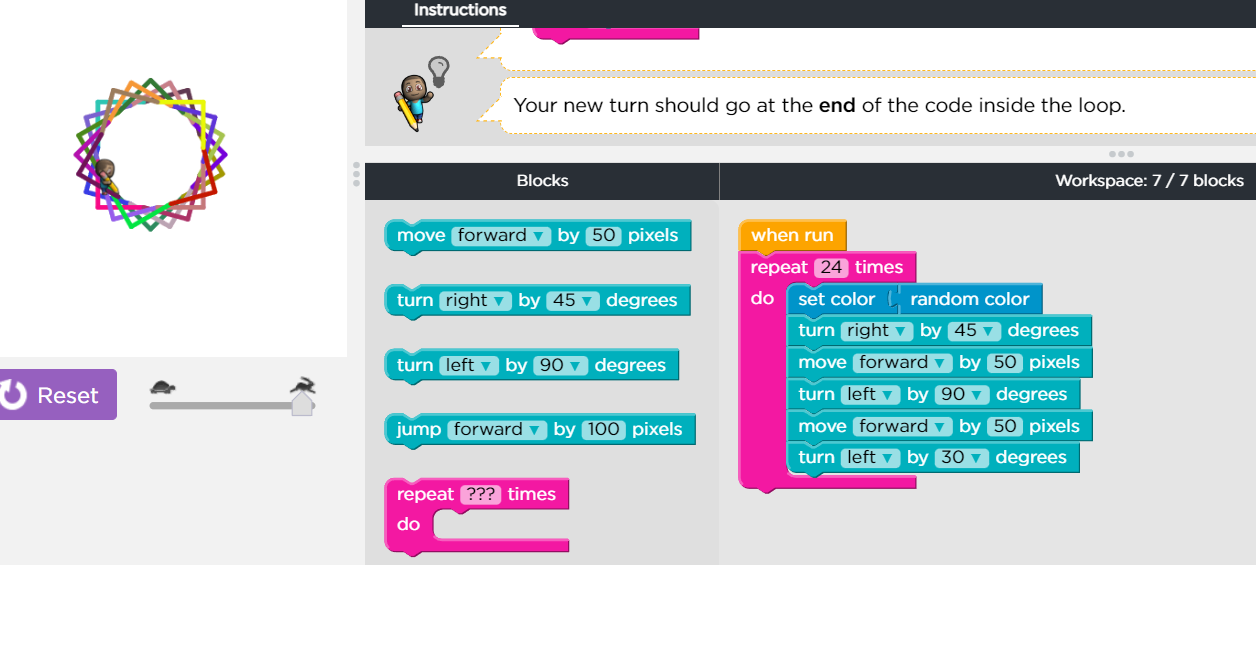 Instructions
Your new turn should go at the end of the code inside the loop.
Blocks
Workspace: 7 / 7 blocks
move forward ▼ by 50 pixels
turn right ▼ by 45 ▼ degrees
turn left ▼ by 90 ▼ degrees
jump forward ▼ by 100 pixels
repeat ??? times
do
when run
repeat 24 times
do set color random color
turn right ▼ by 45 ▼ degrees
move forward ▼ by 50 pixels
turn left ▼ by 90 ▼ degrees
move forward ▼ by 50 pixels
turn left ▼ by 30 ▼ degrees
Reset